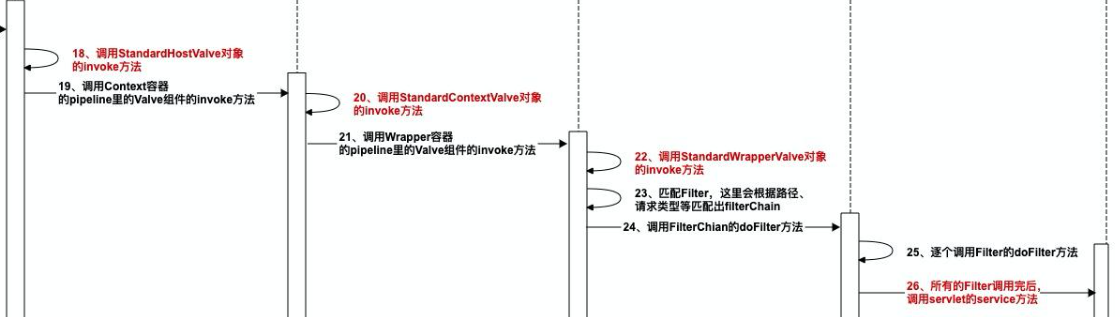 18、调用StandardHostValve对象
的invoke方法
19、调用Context容器
的pipeline里的Valve组件的invoke方法
20、调用StandardContextValve对象
的invoke方法
21、调用Wrapper容器
的pipeline里的Valve组件的invoke方法
22、调用StandardWrapperValve对象
的invoke方法
23、匹配Filter，这里会根据路径、
请求类型等匹配出filterChain
24、调用FilterChian的doFilter方法
25、逐个调用Filter的doFilter方法
26、所有的Filter调用完后，
调用servlet的service方法